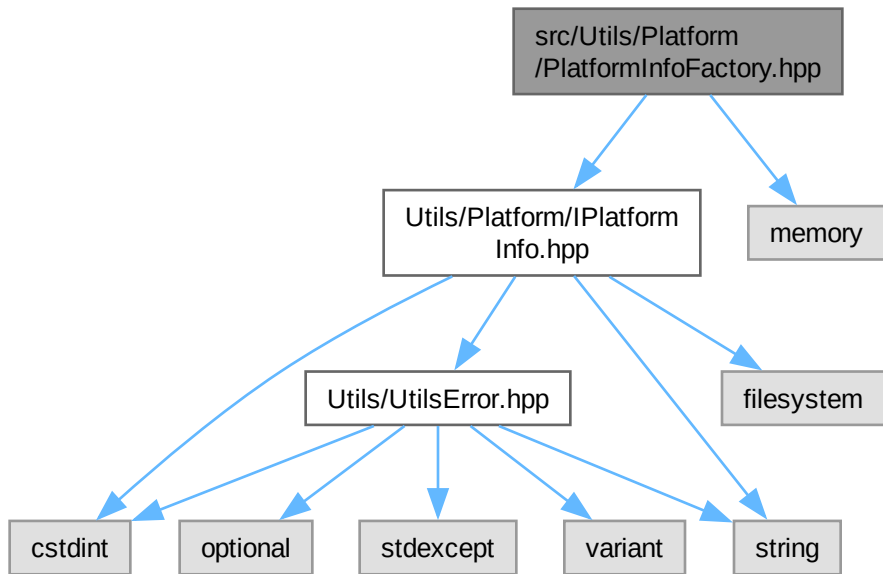 src/Utils/Platform
/PlatformInfoFactory.hpp
Utils/Platform/IPlatform
Info.hpp
memory
Utils/UtilsError.hpp
filesystem
cstdint
optional
stdexcept
variant
string